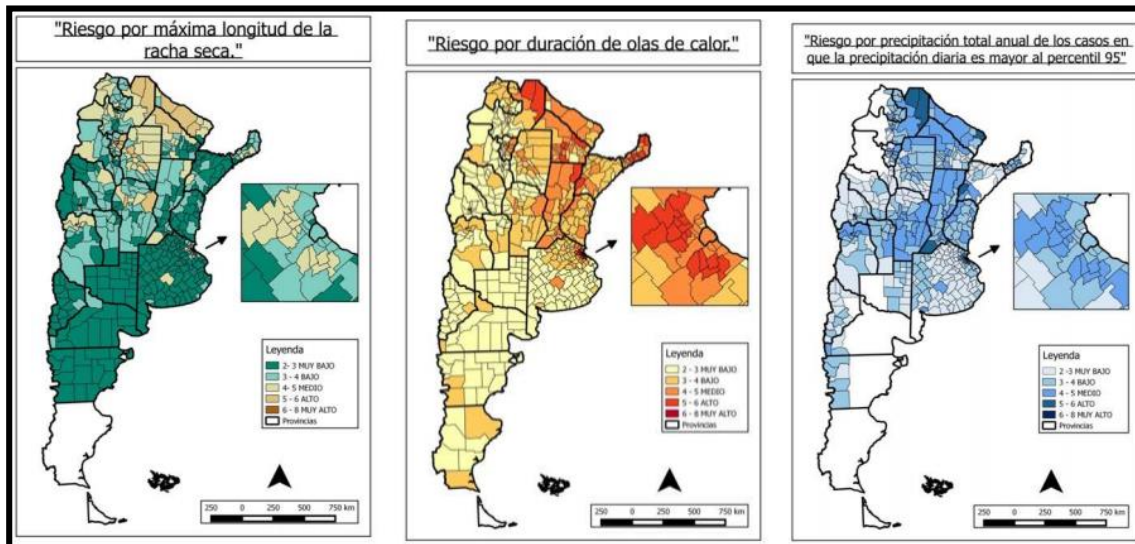 "Riesgo por máxima longitud de la
racha seca."
Leyenda
2- 3 MUY BAJO
3 - 4 BAJO
4- 5 MEDIO
5 - 6 ALTO
6 - 8 MUY ALTO
Provincias
250 0 250 500 750 km
"Riesgo por duración de olas de calor."
Leyenda
2 - 3 MUY BAJO
3 - 4 BAJO
4 - 5 MEDIO
5 - 6 ALTO
6 - 8 MUY ALTO
Provincias
250 0 250 500 750 km
"Riesgo por precipitación total anual de los casos en
que la precipitación diaria es mayor al percentil 95"
Leyenda
2 -3 MUY BAJO
3 - 4 BAJO
4 - 5 MEDIO
5 - 6 ALTO
6 - 8 MUY ALTO
Provincias
250 0 250 500 750 km